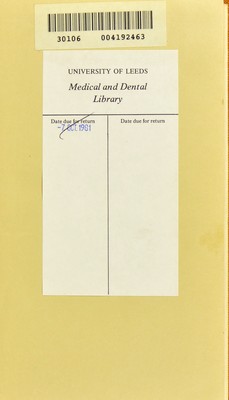 30106 004192463
UNIVERSITY OF LEEDS
Medical and Dental
Library
Date due for return Date due for return
-7 OCT 1981